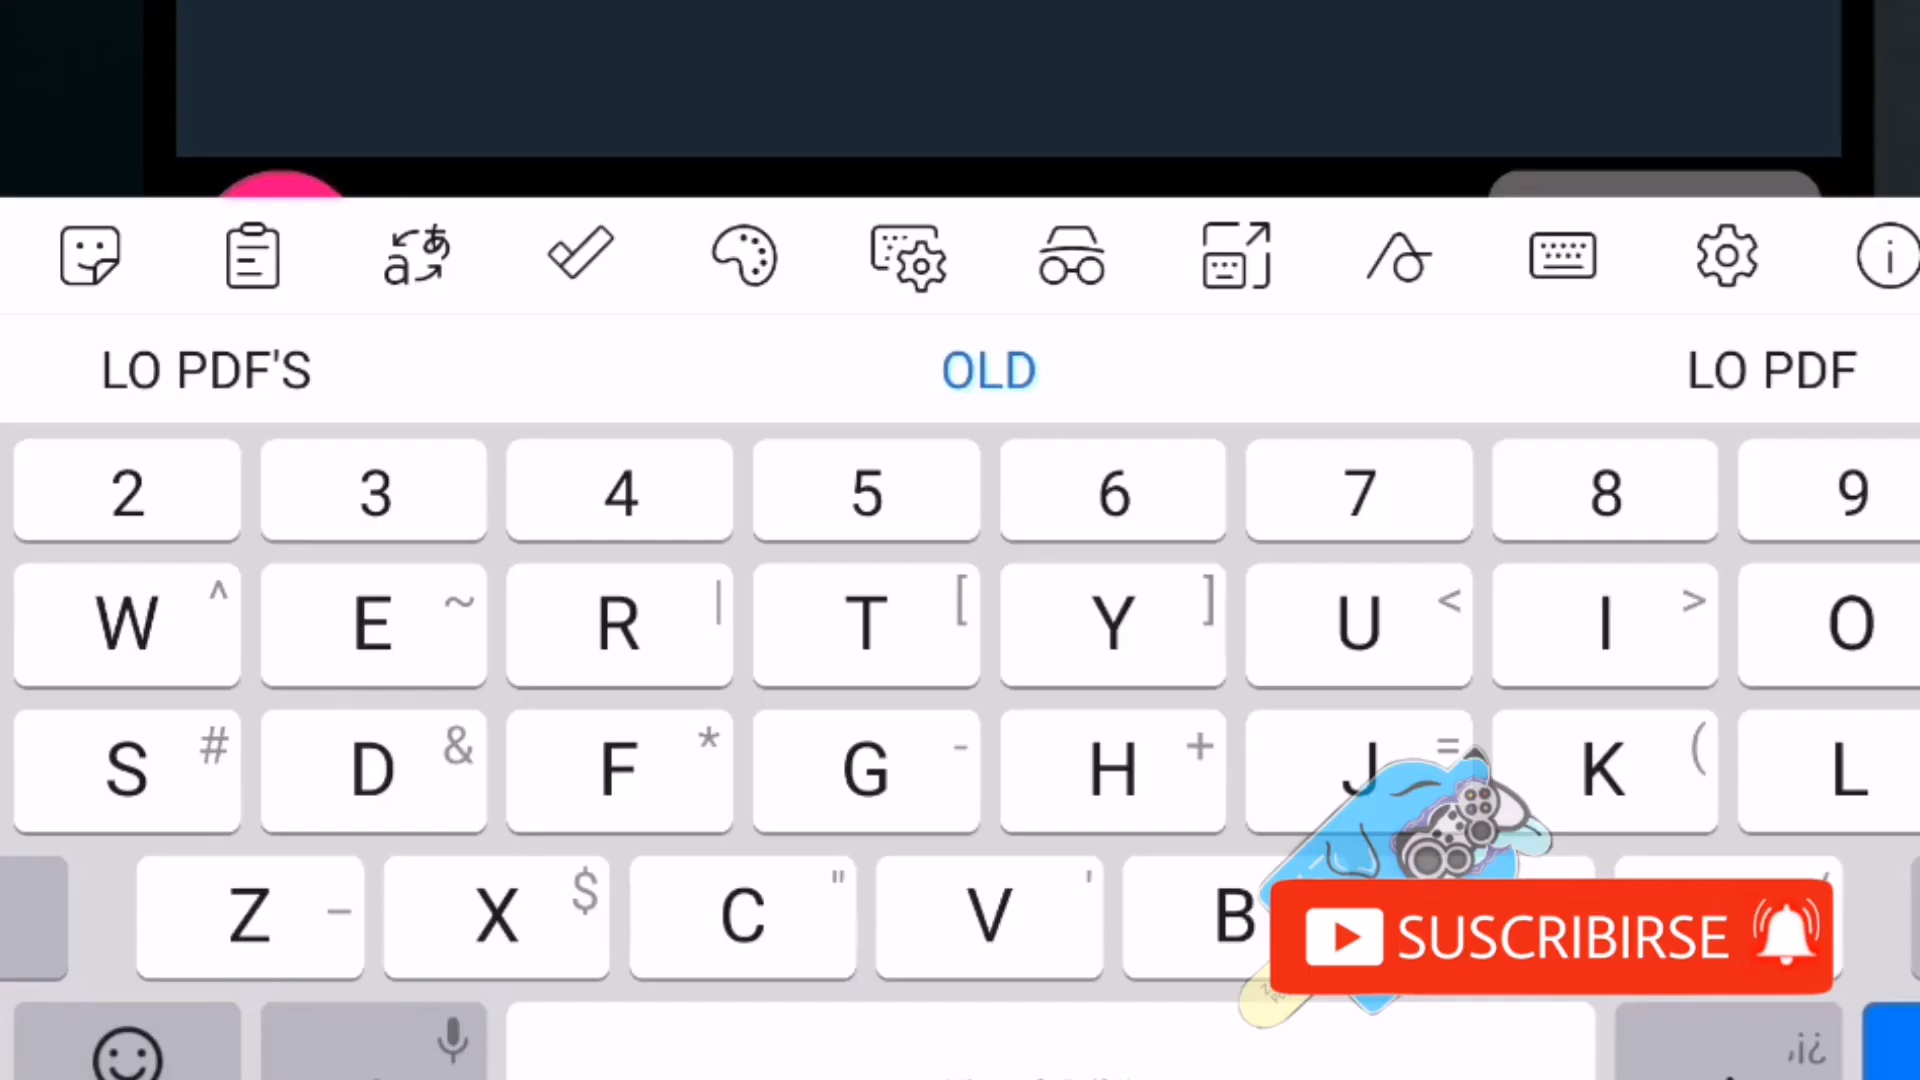 LO PDF'S OLD LO PDF
2 3 4 5 6 7 8 9
W ^ E ~ R | T [ Y ] U < I > O
S # D & F * G - H + J = K ( L
Z _ X $ C " V ' B
SUSCRIBIRSE
,¡¿